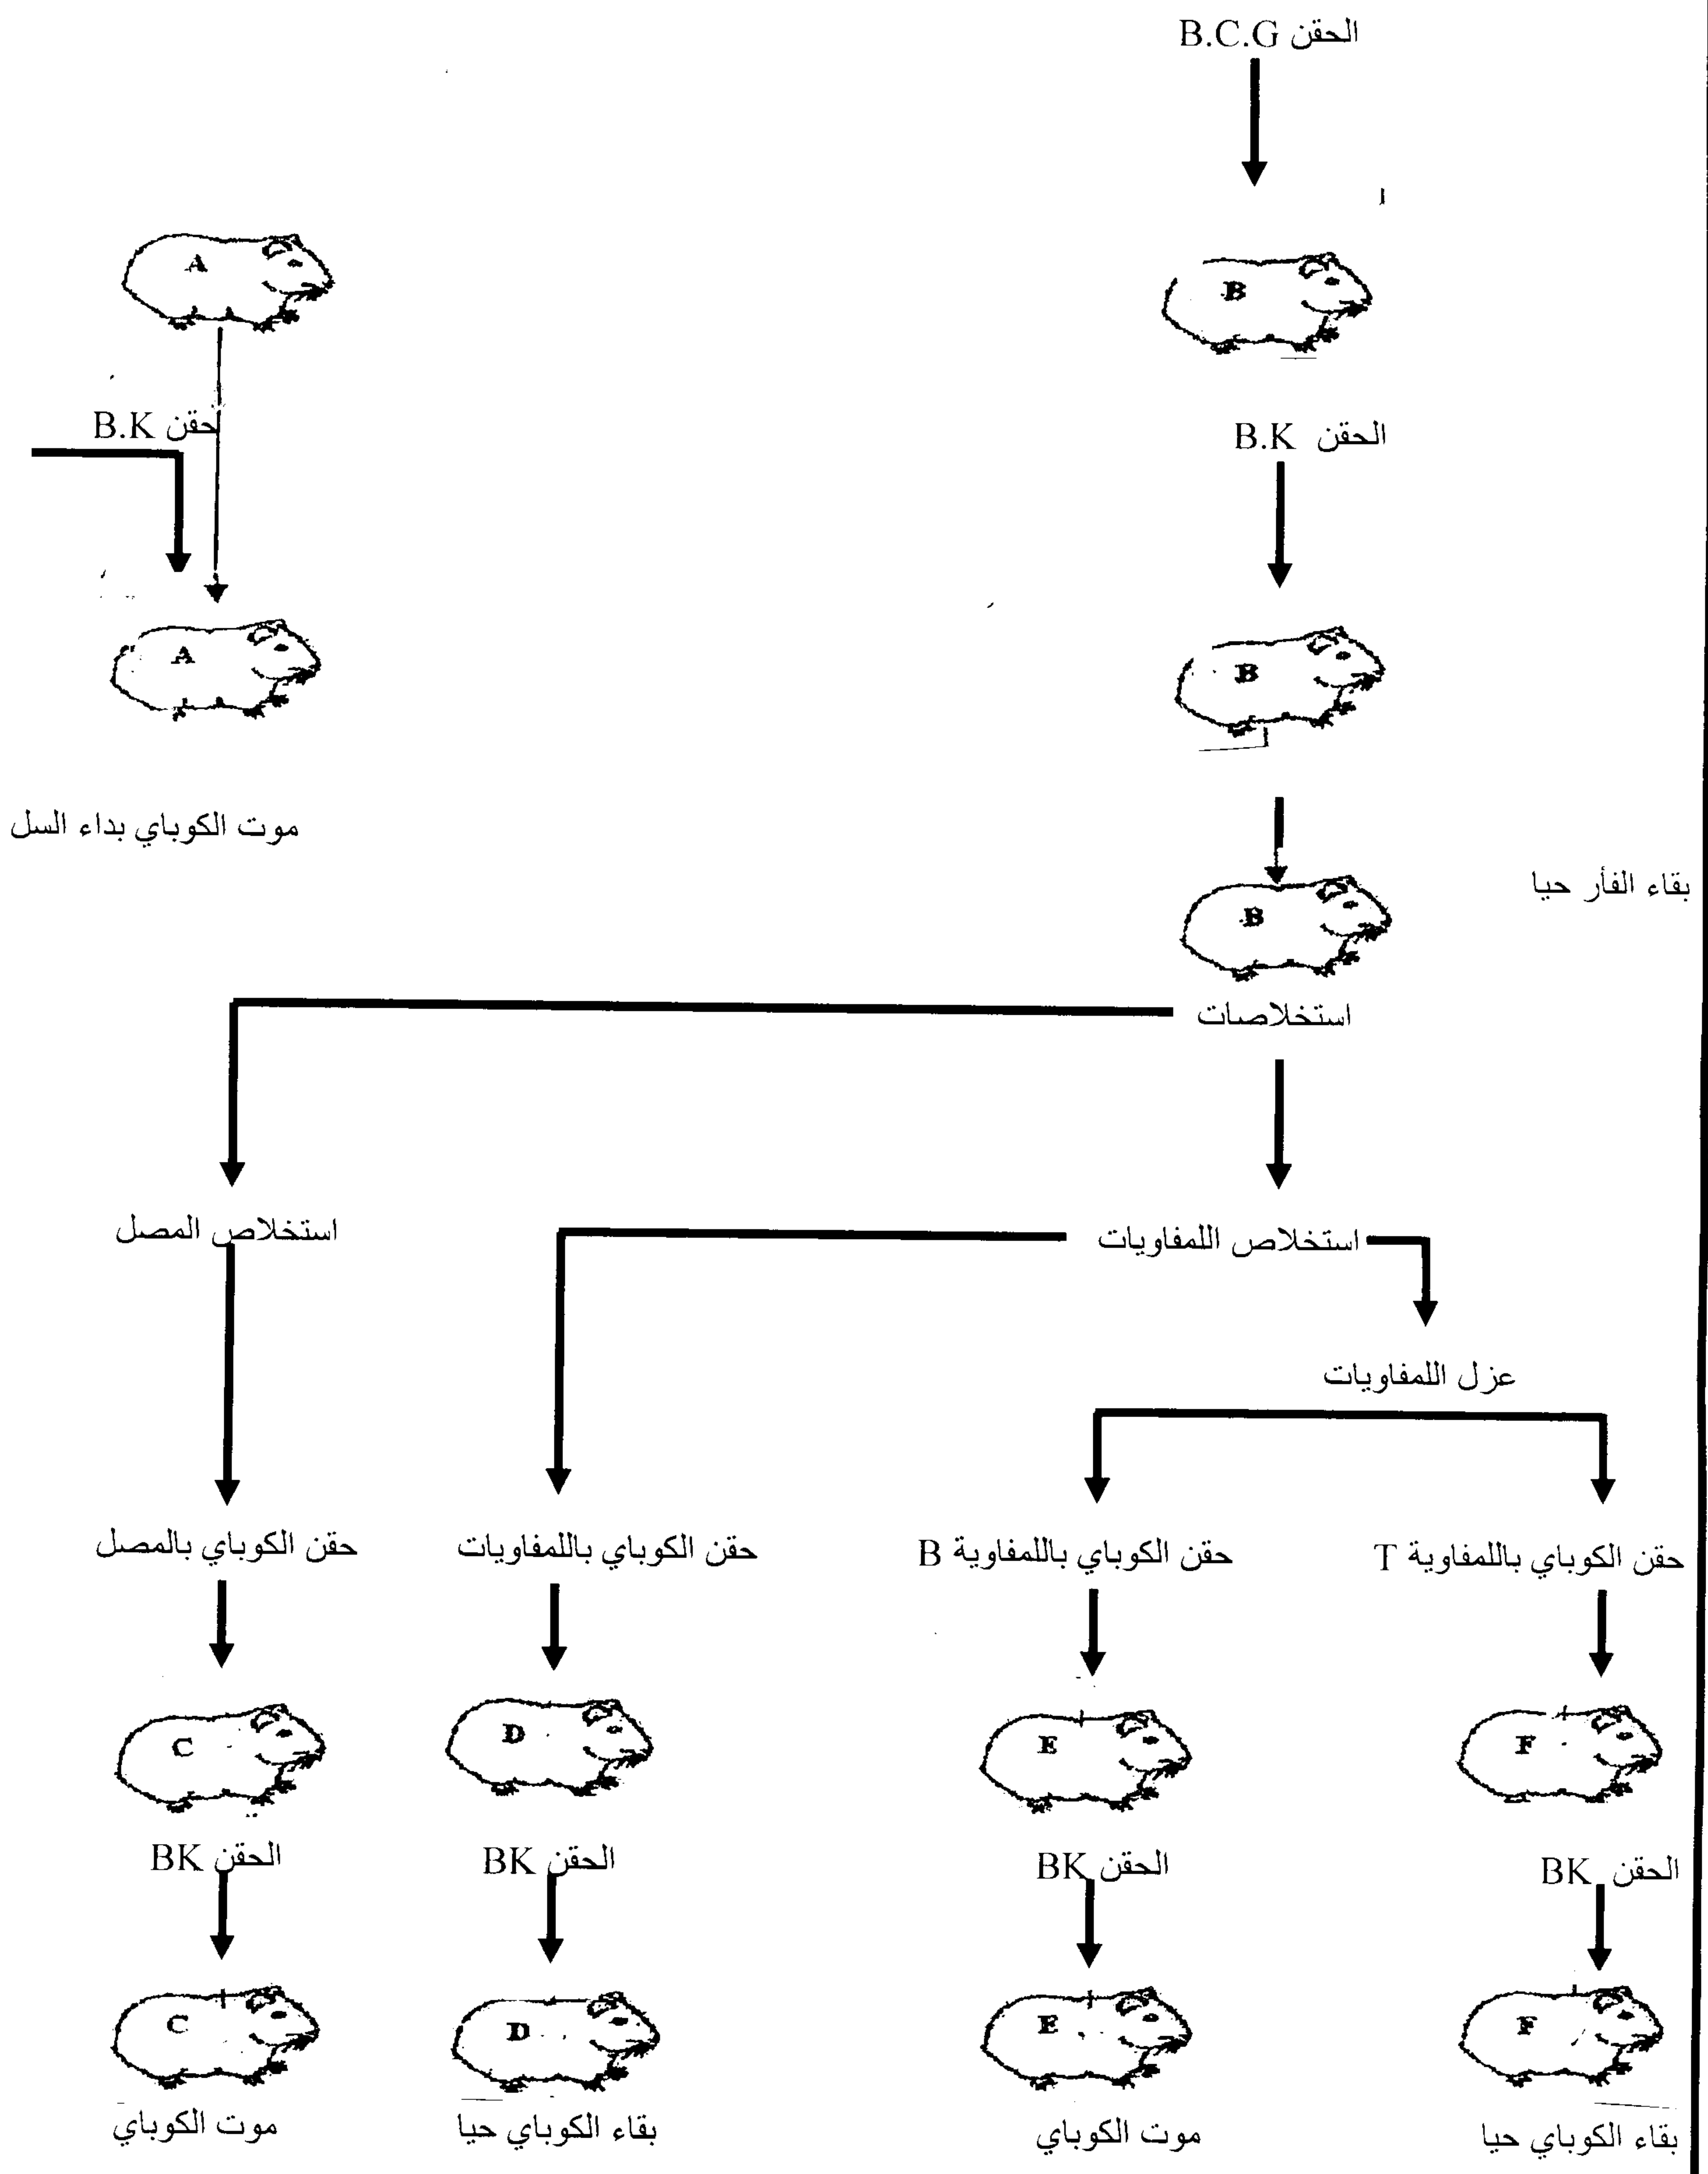 الحقن B.C.G
A
B
حقن B.K
الحقن B.K
A
B
موت الكوباي بداء السل
بقاء الفأر حيا
B
استخلاصات
استخلاص المصل
استخلاص اللمفاويات
عزل اللمفاويات
حقن الكوباي باللمفاوية T
حقن الكوباي باللمفاوية B
حقن الكوباي باللمفاويات
حقن الكوباي بالمصل
F
E
D
C
الحقن BK
الحقن BK
الحقن BK
الحقن BK
F
E
D
C
بقاء الكوباي حيا
موت الكوباي
بقاء الكوباي حيا
موت الكوباي